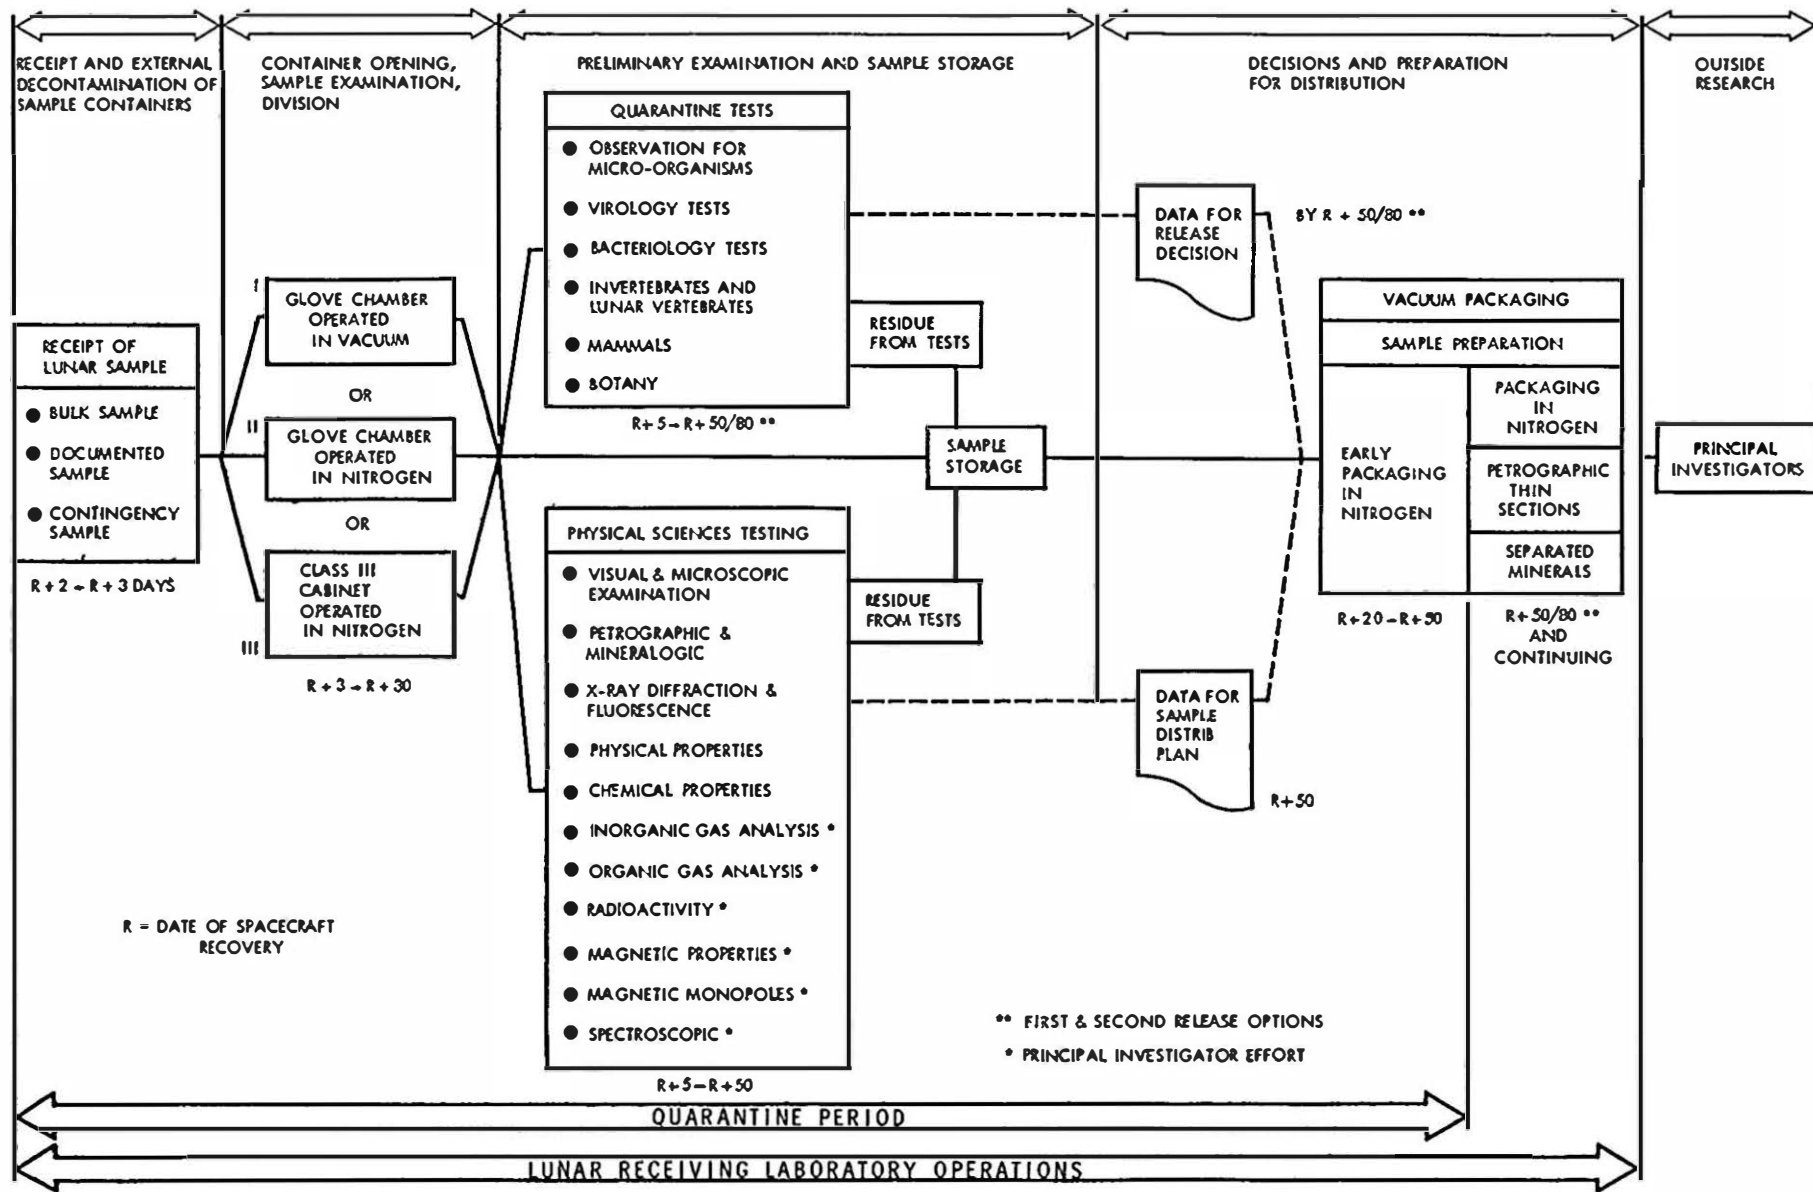 RECEIPT AND EXTERNAL
DECONTAMINATION OF
SAMPLE CONTAINERS
CONTAINER OPENING,
SAMPLE EXAMINATION,
DIVISION
PRELIMINARY EXAMINATION AND SAMPLE STORAGE
DECISIONS AND PREPARATION
FOR DISTRIBUTION
OUTSIDE
RESEARCH
RECEIPT OF
LUNAR SAMPLE
● BULK SAMPLE
● DOCUMENTED
SAMPLE
● CONTINGENCY
SAMPLE
R+2 - R+3 DAYS
I
GLOVE CHAMBER
OPERATED
IN VACUUM
OR
II
GLOVE CHAMBER
OPERATED
IN NITROGEN
OR
III
CLASS III
CABINET
OPERATED
IN NITROGEN
R+3 - R+30
QUARANTINE TESTS
● OBSERVATION FOR
MICRO-ORGANISMS
● VIROLOGY TESTS
● BACTERIOLOGY TESTS
● INVERTEBRATES AND
LUNAR VERTEBRATES
● MAMMALS
● BOTANY
R+5 - R+50/80 **
RESIDUE
FROM TESTS
SAMPLE
STORAGE
PHYSICAL SCIENCES TESTING
● VISUAL & MICROSCOPIC
EXAMINATION
● PETROGRAPHIC &
MINERALOGIC
● X-RAY DIFFRACTION &
FLUORESCENCE
● PHYSICAL PROPERTIES
● CHEMICAL PROPERTIES
● INORGANIC GAS ANALYSIS *
● ORGANIC GAS ANALYSIS *
● RADIOACTIVITY *
● MAGNETIC PROPERTIES *
● MAGNETIC MONOPOLES *
● SPECTROSCOPIC *
R+5 - R+50
RESIDUE
FROM TESTS
DATA FOR
RELEASE
DECISION
BY R + 50/80 **
DATA FOR
SAMPLE
DISTRIB
PLAN
R+50
VACUUM PACKAGING
SAMPLE PREPARATION
EARLY
PACKAGING
IN
NITROGEN
PACKAGING
IN
NITROGEN
PETROGRAPHIC
THIN
SECTIONS
SEPARATED
MINERALS
R+20 - R+50
R+50/80 **
AND
CONTINUING
PRINCIPAL
INVESTIGATORS
R = DATE OF SPACECRAFT
RECOVERY
** FIRST & SECOND RELEASE OPTIONS
* PRINCIPAL INVESTIGATOR EFFORT
QUARANTINE PERIOD
LUNAR RECEIVING LABORATORY OPERATIONS